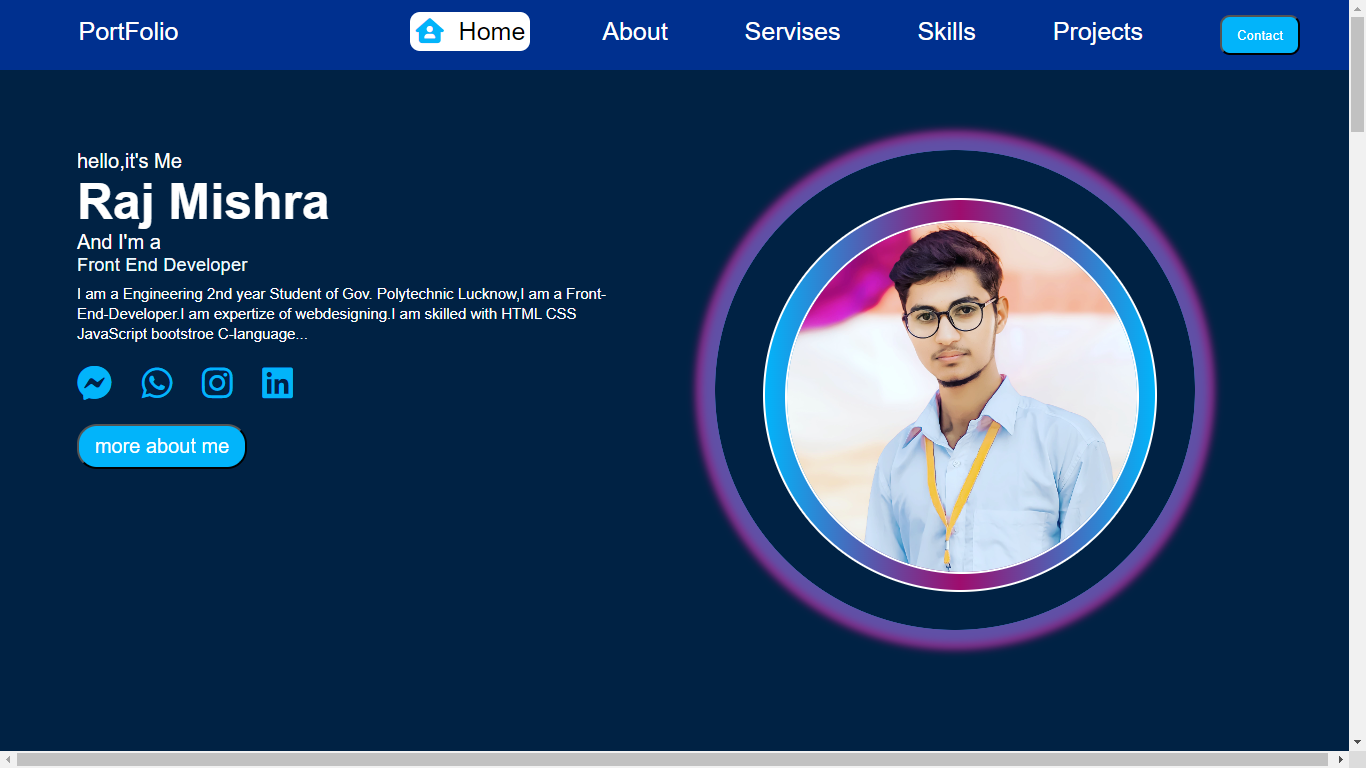 PortFolio Home About Servises Skills Projects Contact
hello,it's Me
Raj Mishra
And I'm a
Front End Developer
I am a Engineering 2nd year Student of Gov. Polytechnic Lucknow,I am a Front-
End-Developer.I am expertize of webdesigning.I am skilled with HTML CSS
JavaScript bootstroe C-language...
in
more about me